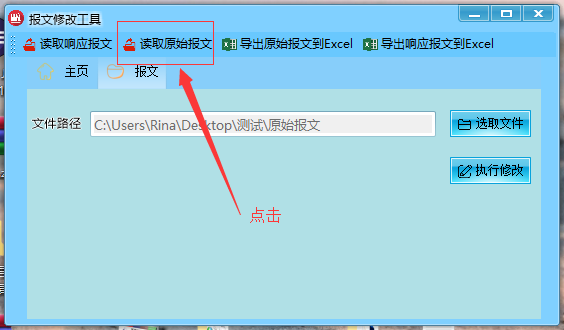 报文修改工具
读取响应报文 读取原始报文 导出原始报文到Excel 导出响应报文到Excel
主页 报文
文件路径 C:\Users\Rina\Desktop\测试\原始报文 选取文件
执行修改
点击